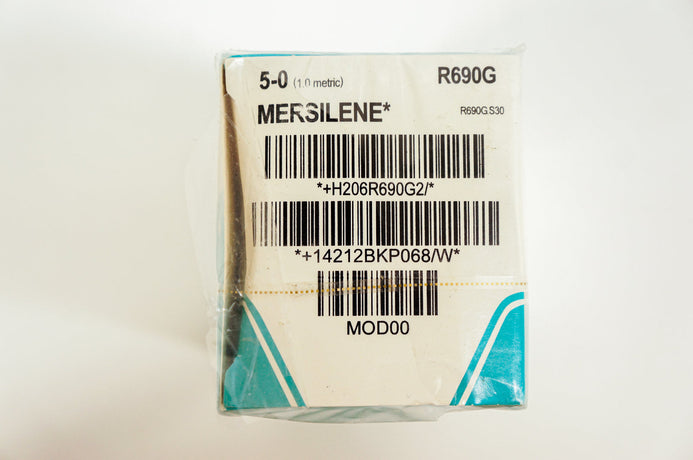 5-0 (1.0 metric) R690G
MERSILENE* R690G.S30
*+H206R690G2/*
*+14212BKP068/W*
MOD00